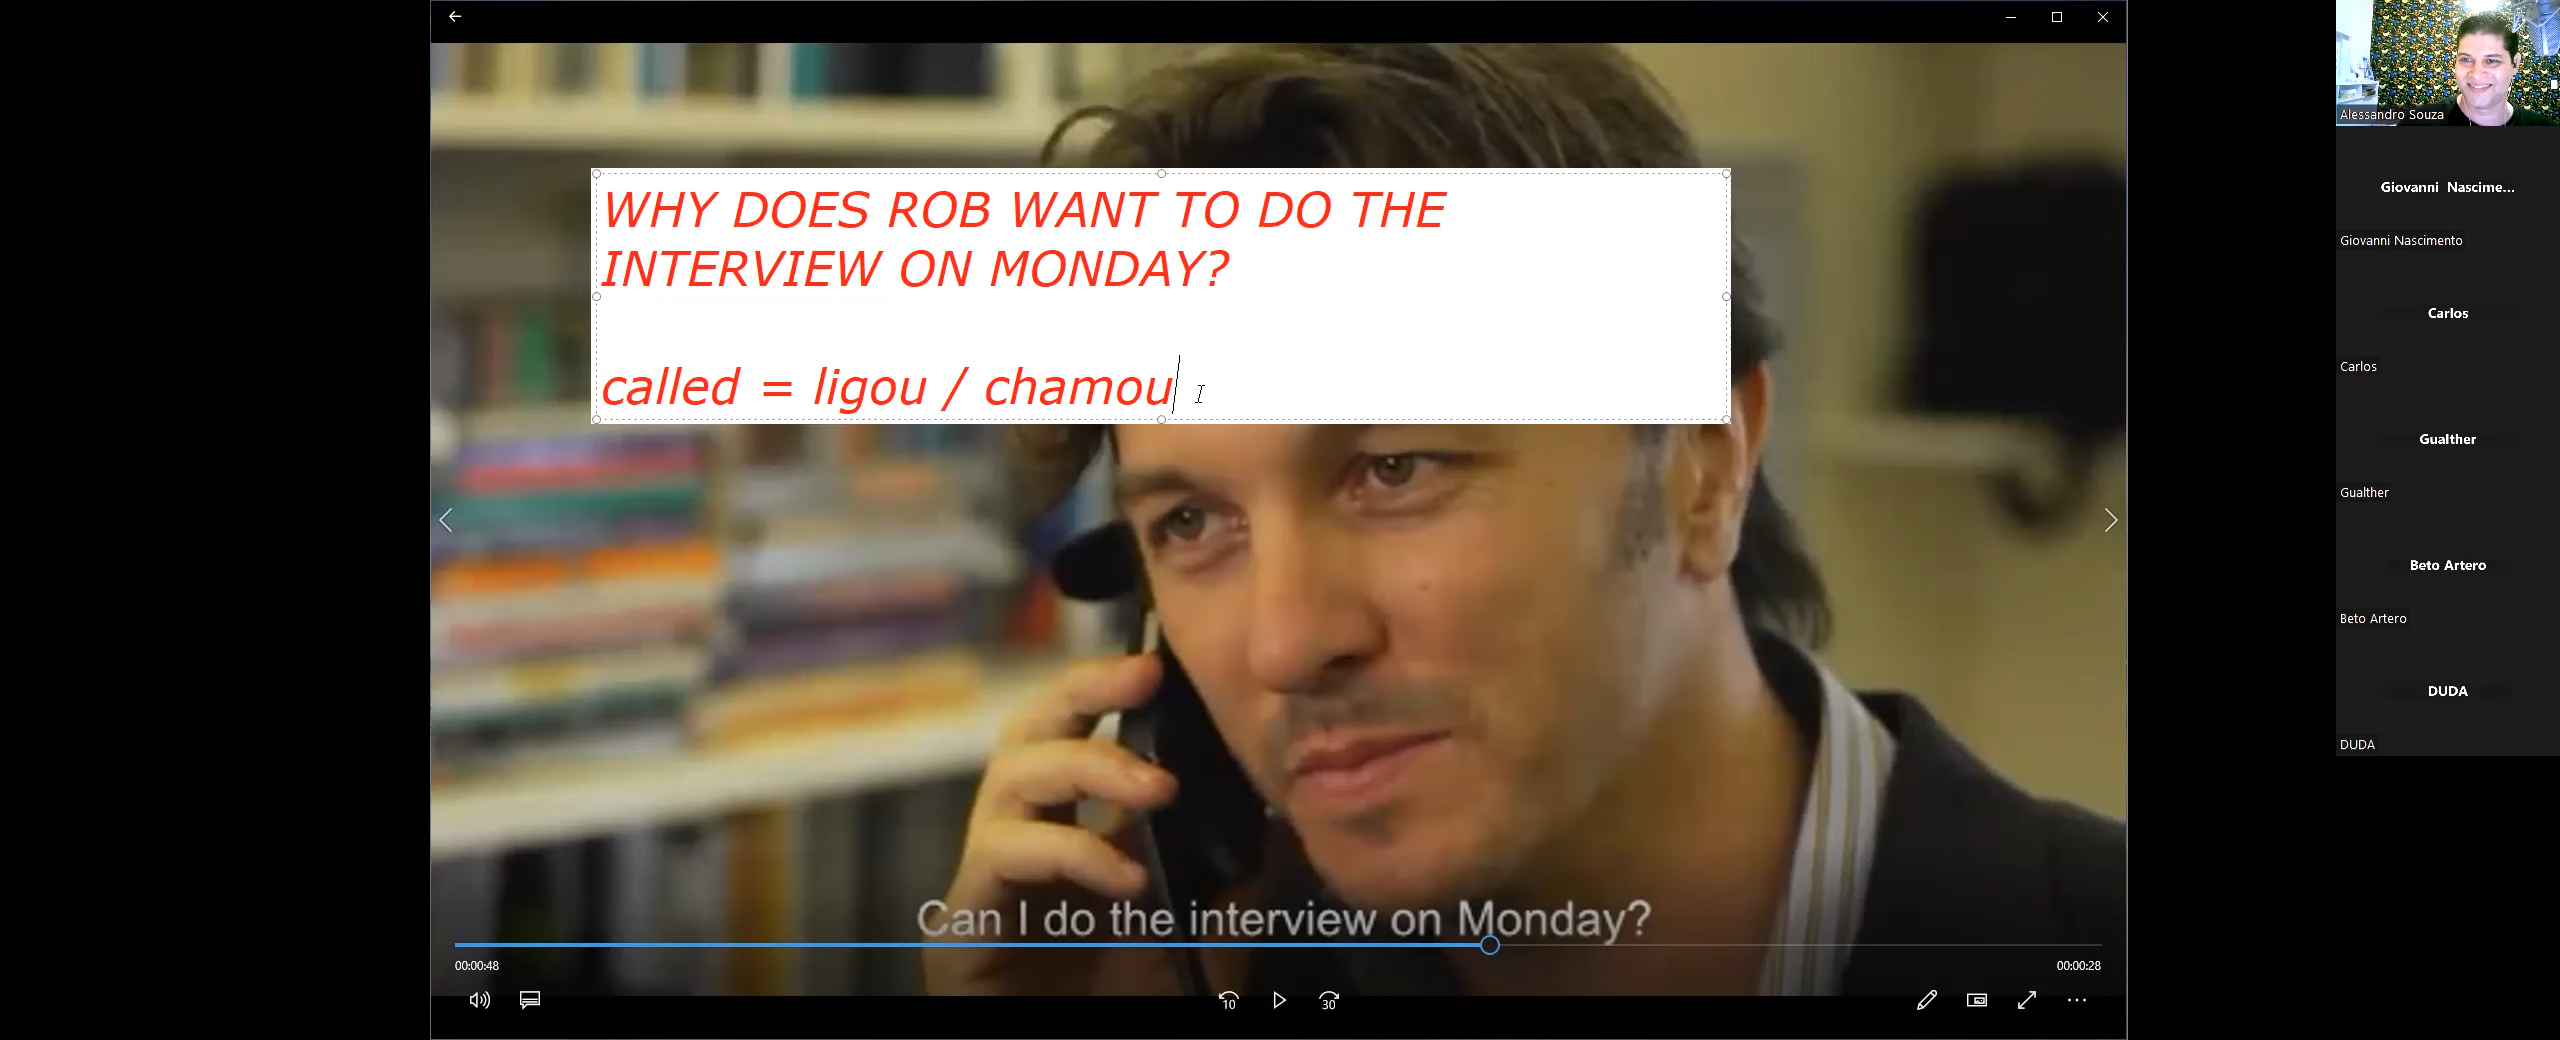 Alessandro Souza
WHY DOES ROB WANT TO DO THE
INTERVIEW ON MONDAY?
called = ligou / chamou
Can I do the interview on Monday?
00:00:48
00:00:28
10
30
Giovanni Nascime...
Giovanni Nascimento
Carlos
Carlos
Gualther
Gualther
Beto Artero
Beto Artero
DUDA
DUDA